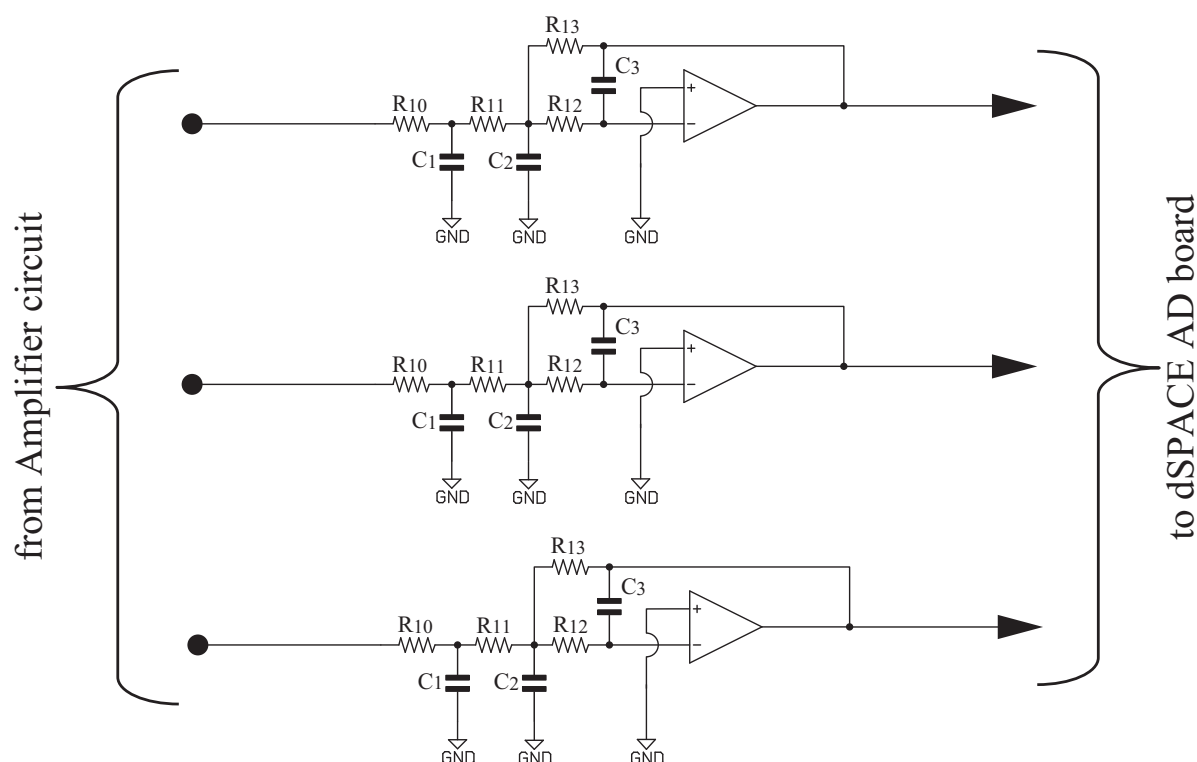 from Amplifier circuit
R13
C3
R10 R11 R12
+
−
C1 C2
GND GND GND
R13
C3
R10 R11 R12
+
−
C1 C2
GND GND GND
R13
C3
R10 R11 R12
+
−
C1 C2
GND GND GND
to dSPACE AD board